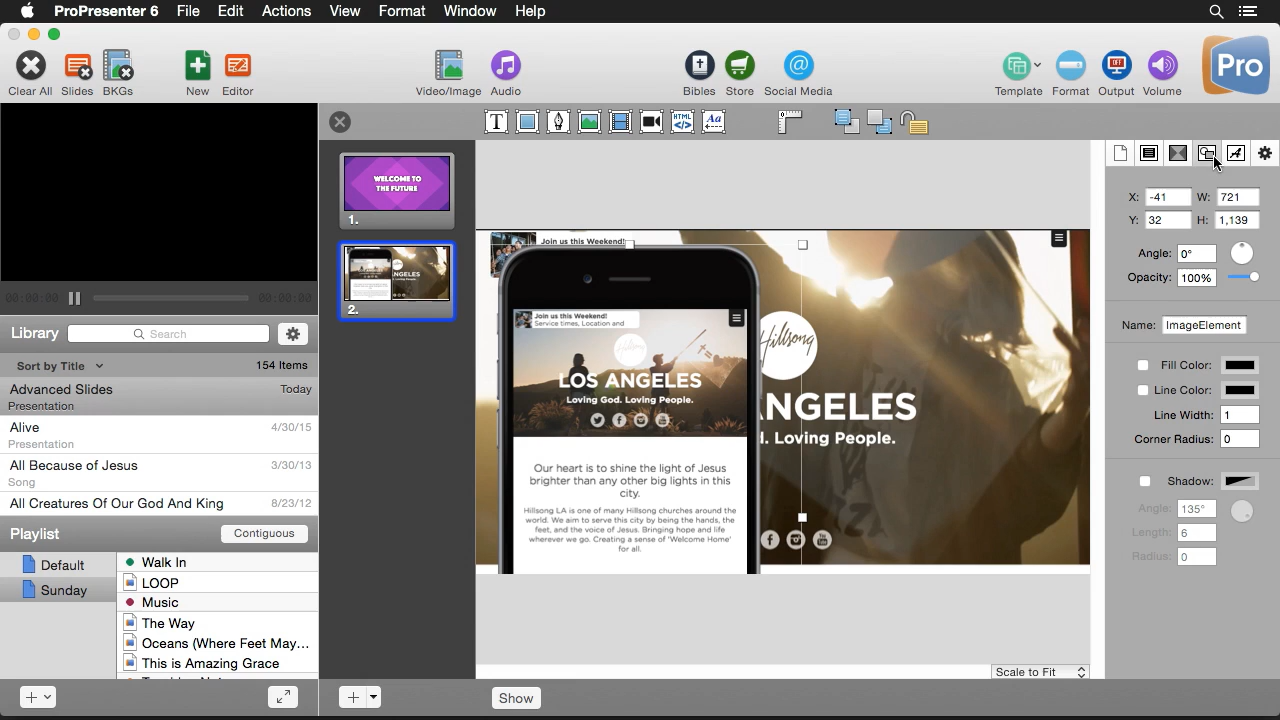 ProPresenter 6 File Edit Actions View Format Window Help
Clear All Slides BKGs New Editor Video/Image Audio Bibles Store Social Media Template Format Output Volume
OFF
Pro
T
HTML
Aa
00:00:00 00:00:00
Library Search
Sort by Title 154 Items
Advanced Slides Today
Presentation
Alive 4/30/15
Presentation
All Because of Jesus 3/30/13
Song
All Creatures Of Our God And King 8/23/12
Playlist Contiguous
Default
Sunday
Walk In
LOOP
Music
The Way
Oceans (Where Feet May...
This is Amazing Grace
WELCOME TO
THE FUTURE
1.
2.
Join us this Weekend!
Join us this Weekend!
Service times, Location and
Hillsong
LOS ANGELES
Loving God. Loving People.
Our heart is to shine the light of Jesus
brighter than any other big lights in this
city.
Hillsong LA is one of many Hillsong churches around the
world. We aim to serve this city by being the hands, the
feet, and the voice of Jesus. Bringing hope and life
wherever we go. Creating a sense of 'Welcome Home'
for all.
Hillsong
NGELES
d. Loving People.
Scale to Fit
Show
X: -41 W: 721
Y: 32 H: 1,139
Angle: 0°
Opacity: 100%
Name: ImageElement
Fill Color:
Line Color:
Line Width: 1
Corner Radius: 0
Shadow:
Angle: 135°
Length: 6
Radius: 0